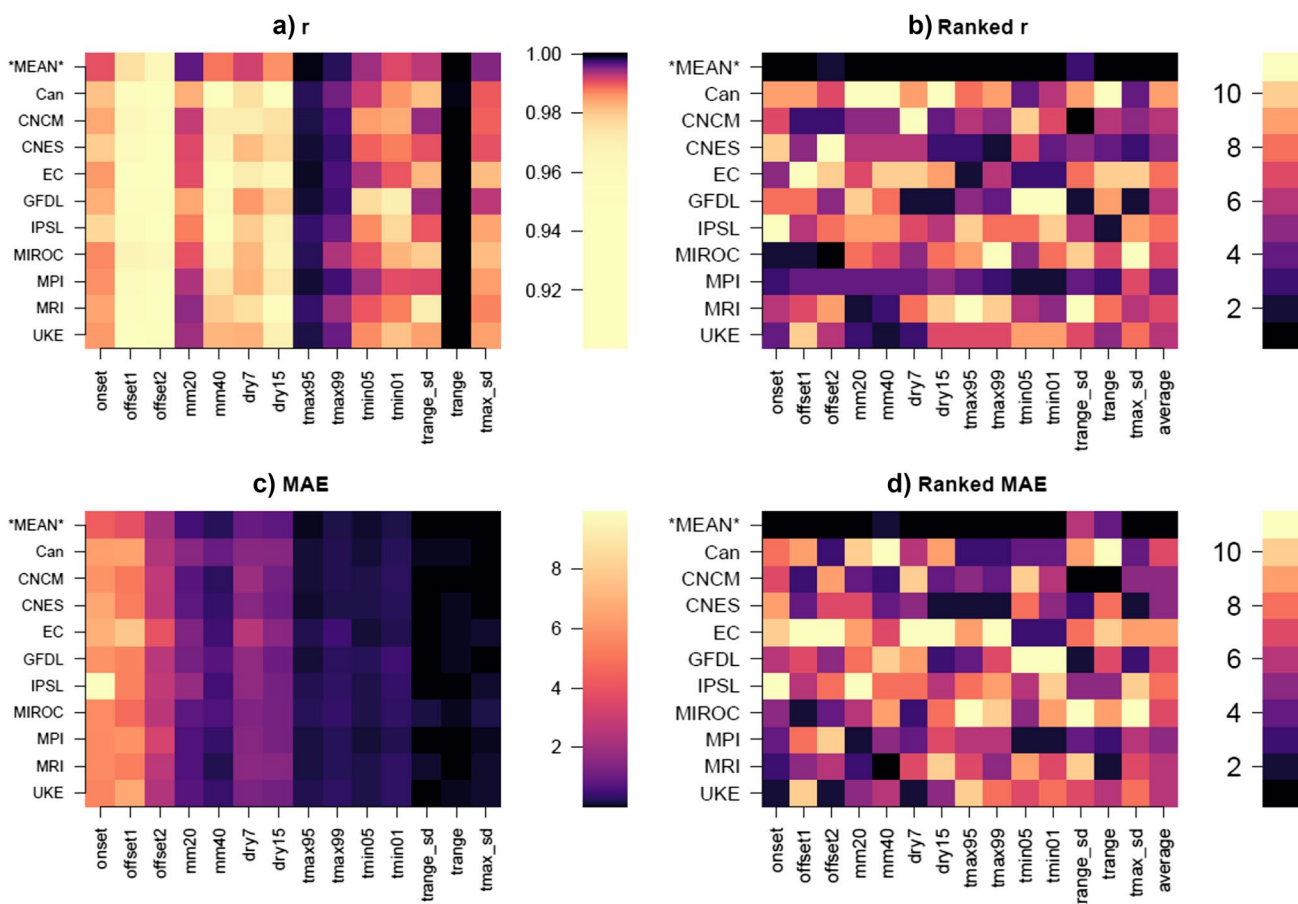 a) r
*MEAN*
Can
CNCM
CNES
EC
GFDL
IPSL
MIROC
MPI
MRI
UKE
onset
offset1
offset2
mm20
mm40
dry7
dry15
tmax95
tmax99
tmin05
tmin01
trange_sd
trange
tmax_sd
1.00
0.98
0.96
0.94
0.92
b) Ranked r
*MEAN*
Can
CNCM
CNES
EC
GFDL
IPSL
MIROC
MPI
MRI
UKE
onset
offset1
offset2
mm20
mm40
dry7
dry15
tmax95
tmax99
tmin05
tmin01
trange_sd
trange
tmax_sd
average
10
8
6
4
2
c) MAE
*MEAN*
Can
CNCM
CNES
EC
GFDL
IPSL
MIROC
MPI
MRI
UKE
onset
offset1
offset2
mm20
mm40
dry7
dry15
tmax95
tmax99
tmin05
tmin01
trange_sd
trange
tmax_sd
8
6
4
2
d) Ranked MAE
*MEAN*
Can
CNCM
CNES
EC
GFDL
IPSL
MIROC
MPI
MRI
UKE
onset
offset1
offset2
mm20
mm40
dry7
dry15
tmax95
tmax99
tmin05
tmin01
trange_sd
trange
tmax_sd
average
10
8
6
4
2